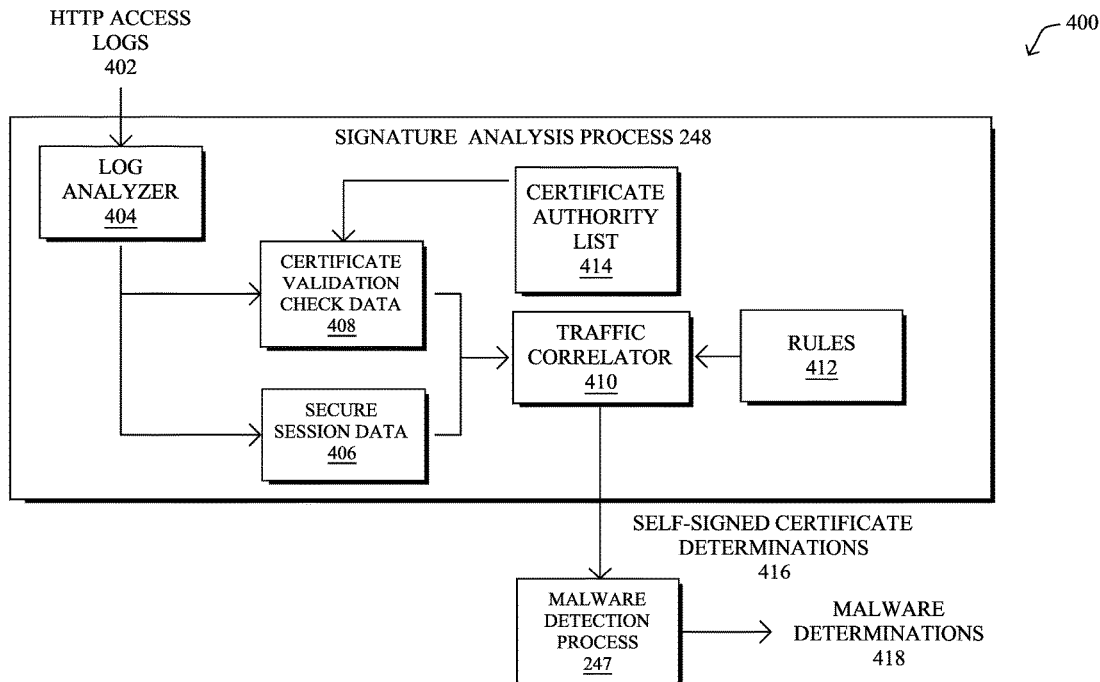 HTTP ACCESS
LOGS
402
400
SIGNATURE ANALYSIS PROCESS 248
LOG
ANALYZER
404
CERTIFICATE
AUTHORITY
LIST
414
CERTIFICATE
VALIDATION
CHECK DATA
408
TRAFFIC
CORRELATOR
410
RULES
412
SECURE
SESSION DATA
406
SELF-SIGNED CERTIFICATE
DETERMINATIONS
416
MALWARE
DETECTION
PROCESS
247
MALWARE
DETERMINATIONS
418